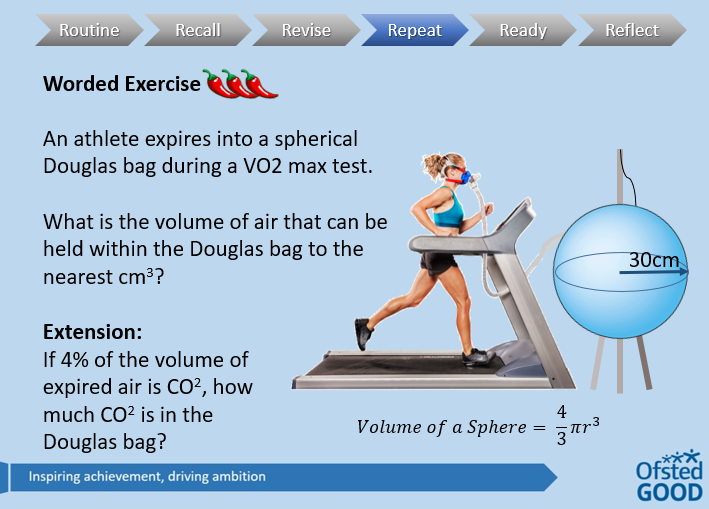 Routine
Recall
Revise
Repeat
Ready
Reflect
Worded Exercise
An athlete expires into a spherical
Douglas bag during a VO2 max test.
What is the volume of air that can be
held within the Douglas bag to the
nearest cm³?
30cm
Extension:
If 4% of the volume of
expired air is CO², how
much CO² is in the
Douglas bag?
Volume of a Sphere = 4/3 πr³
Inspiring achievement, driving ambition
Ofsted
GOOD